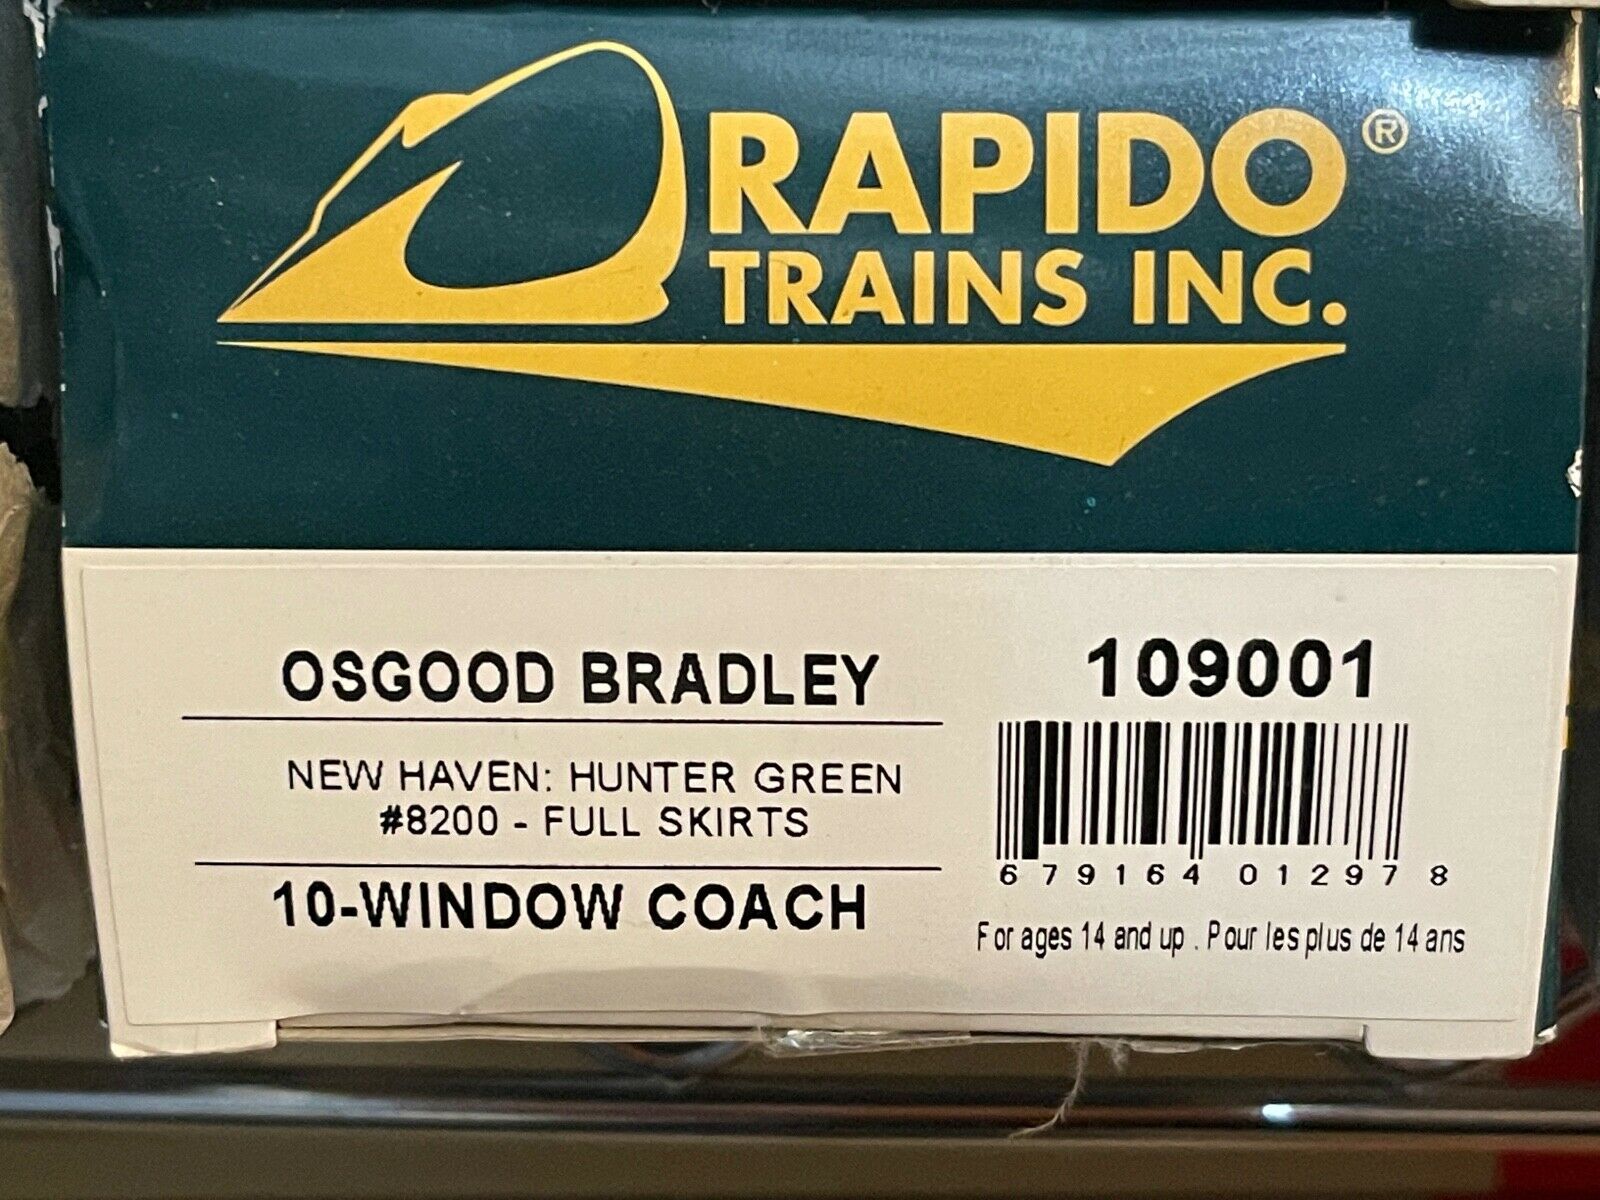 RAPIDO®
TRAINS INC.
OSGOOD BRADLEY
NEW HAVEN: HUNTER GREEN
#8200 - FULL SKIRTS
10-WINDOW COACH
109001
6 79164 01297 8
For ages 14 and up . Pour les plus de 14 ans